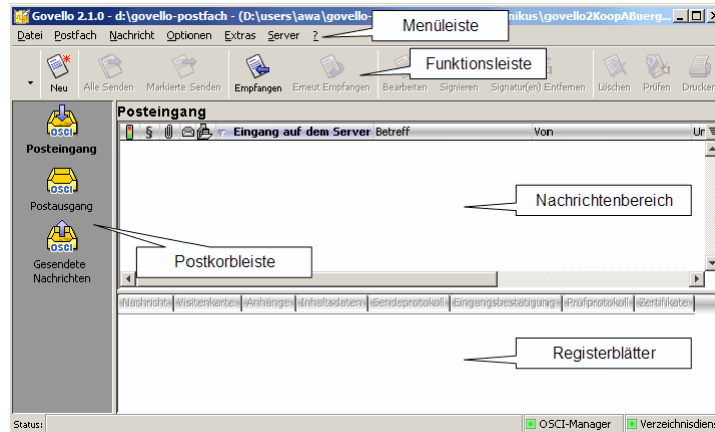 Govello 2.1.0 - d:\govello-postfach - (D:\users\awa\govello- nikus\govello2KoopABuerg...
Menüleiste
Datei Postfach Nachricht Optionen Extras Server ?
Funktionsleiste
Neu Alle Senden Markierte Senden Empfangen Erneut Empfangen Bearbeiten Signieren Signatur(en) Entfernen Löschen Prüfen Drucken
Posteingang
§ Eingang auf dem Server Betreff Von Ur
OSCI
Posteingang
OSCI
Postausgang
OSCI
Gesendete
Nachrichten
Nachrichtenbereich
Postkorbleiste
Nachricht Visitenkarte Anhänge Inhaltsdaten Sendeprotokoll Eingangsbestätigung Prüfprotokoll Zertifikate
Registerblätter
Status: OSCI-Manager Verzeichnisdiens